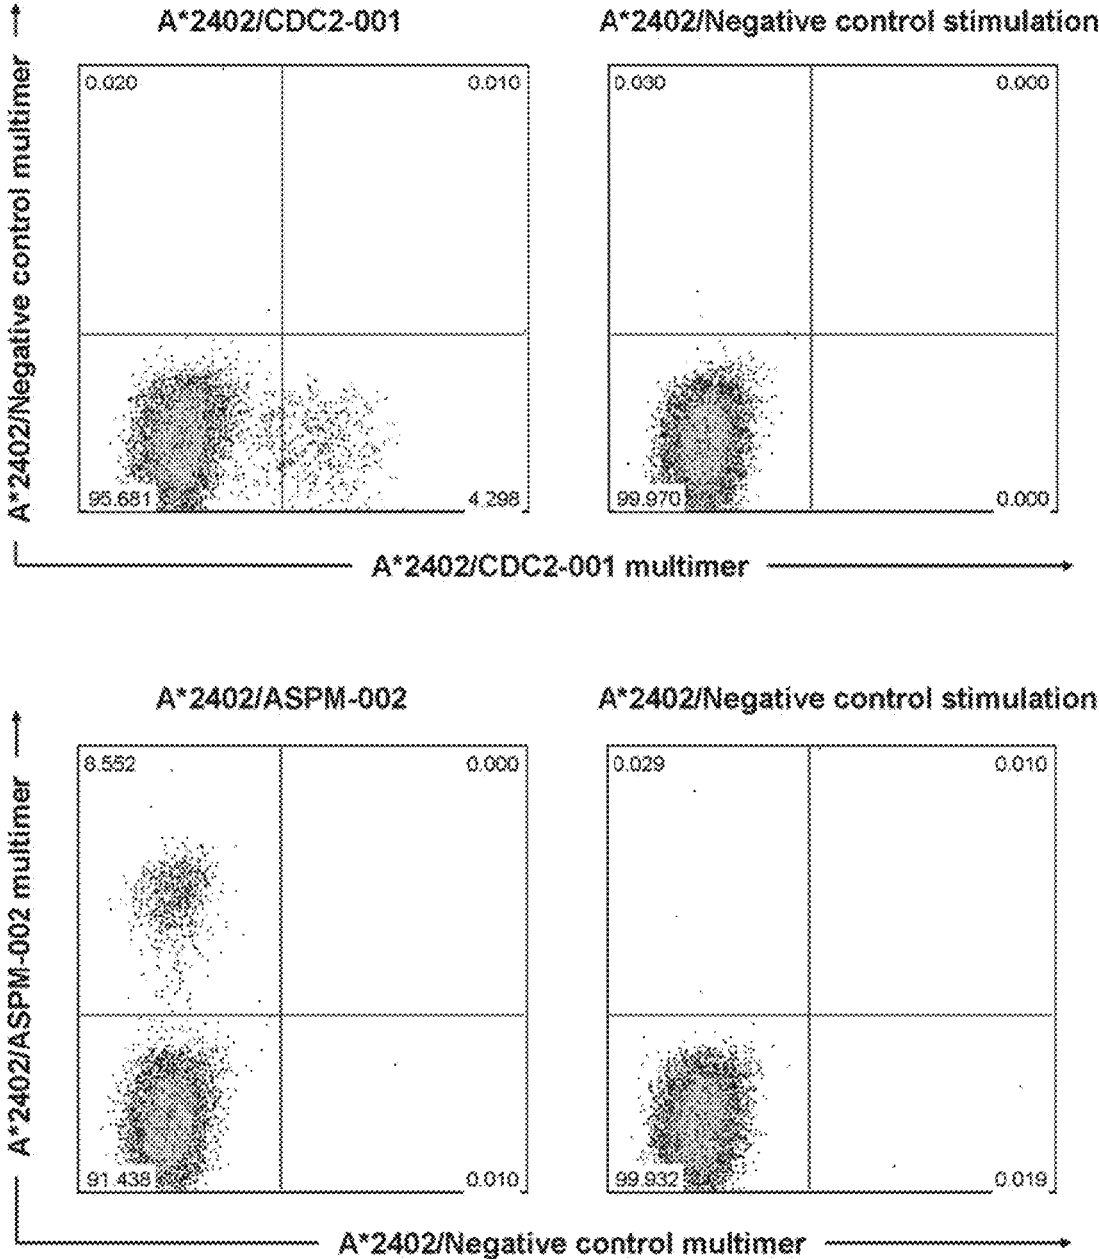 A*2402/CDC2-001
A*2402/Negative control stimulation
A*2402/Negative control multimer
0.020
0.010
95.681
4.298
0.030
0.000
99.970
0.000
A*2402/CDC2-001 multimer
A*2402/ASPM-002
A*2402/Negative control stimulation
A*2402/ASPM-002 multimer
8.552
0.000
91.438
0.010
0.029
0.010
99.932
0.019
A*2402/Negative control multimer